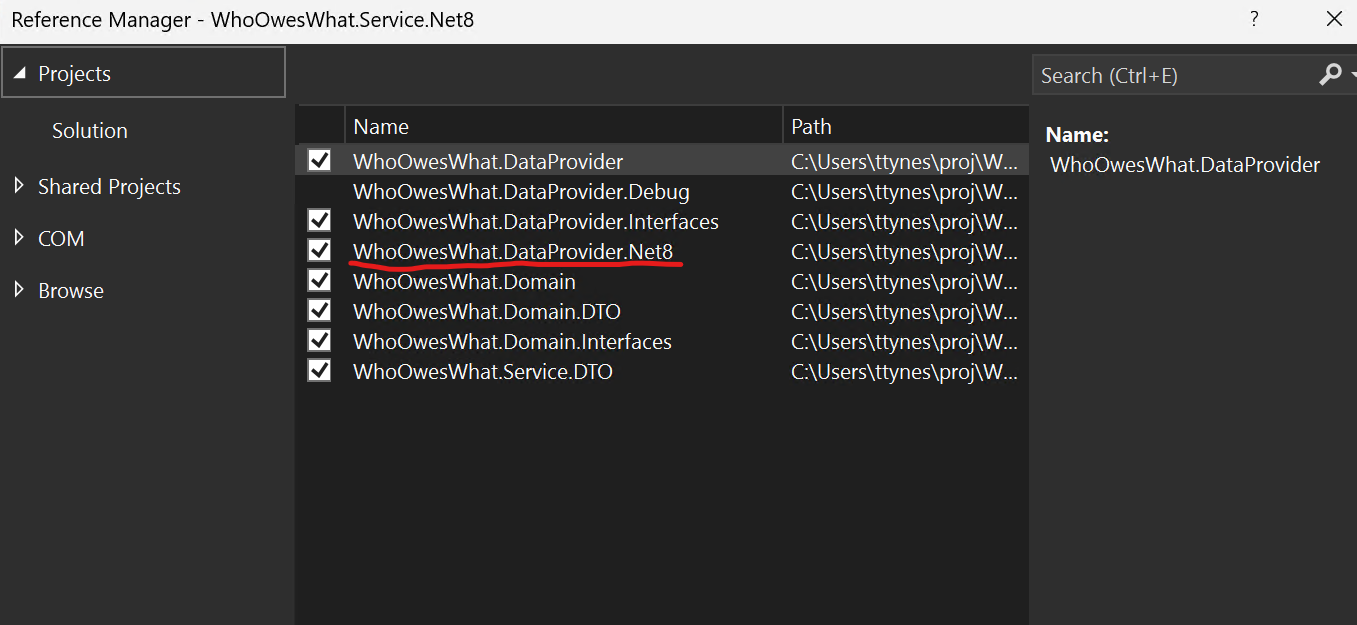 Reference Manager - WhoOwesWhat.Service.Net8 ?
Projects
Solution
Shared Projects
COM
Browse
Name Path
WhoOwesWhat.DataProvider C:\Users\ttynes\proj\W...
WhoOwesWhat.DataProvider.Debug C:\Users\ttynes\proj\W...
WhoOwesWhat.DataProvider.Interfaces C:\Users\ttynes\proj\W...
WhoOwesWhat.DataProvider.Net8 C:\Users\ttynes\proj\W...
WhoOwesWhat.Domain C:\Users\ttynes\proj\W...
WhoOwesWhat.Domain.DTO C:\Users\ttynes\proj\W...
WhoOwesWhat.Domain.Interfaces C:\Users\ttynes\proj\W...
WhoOwesWhat.Service.DTO C:\Users\ttynes\proj\W...
Search (Ctrl+E)
Name:
WhoOwesWhat.DataProvider